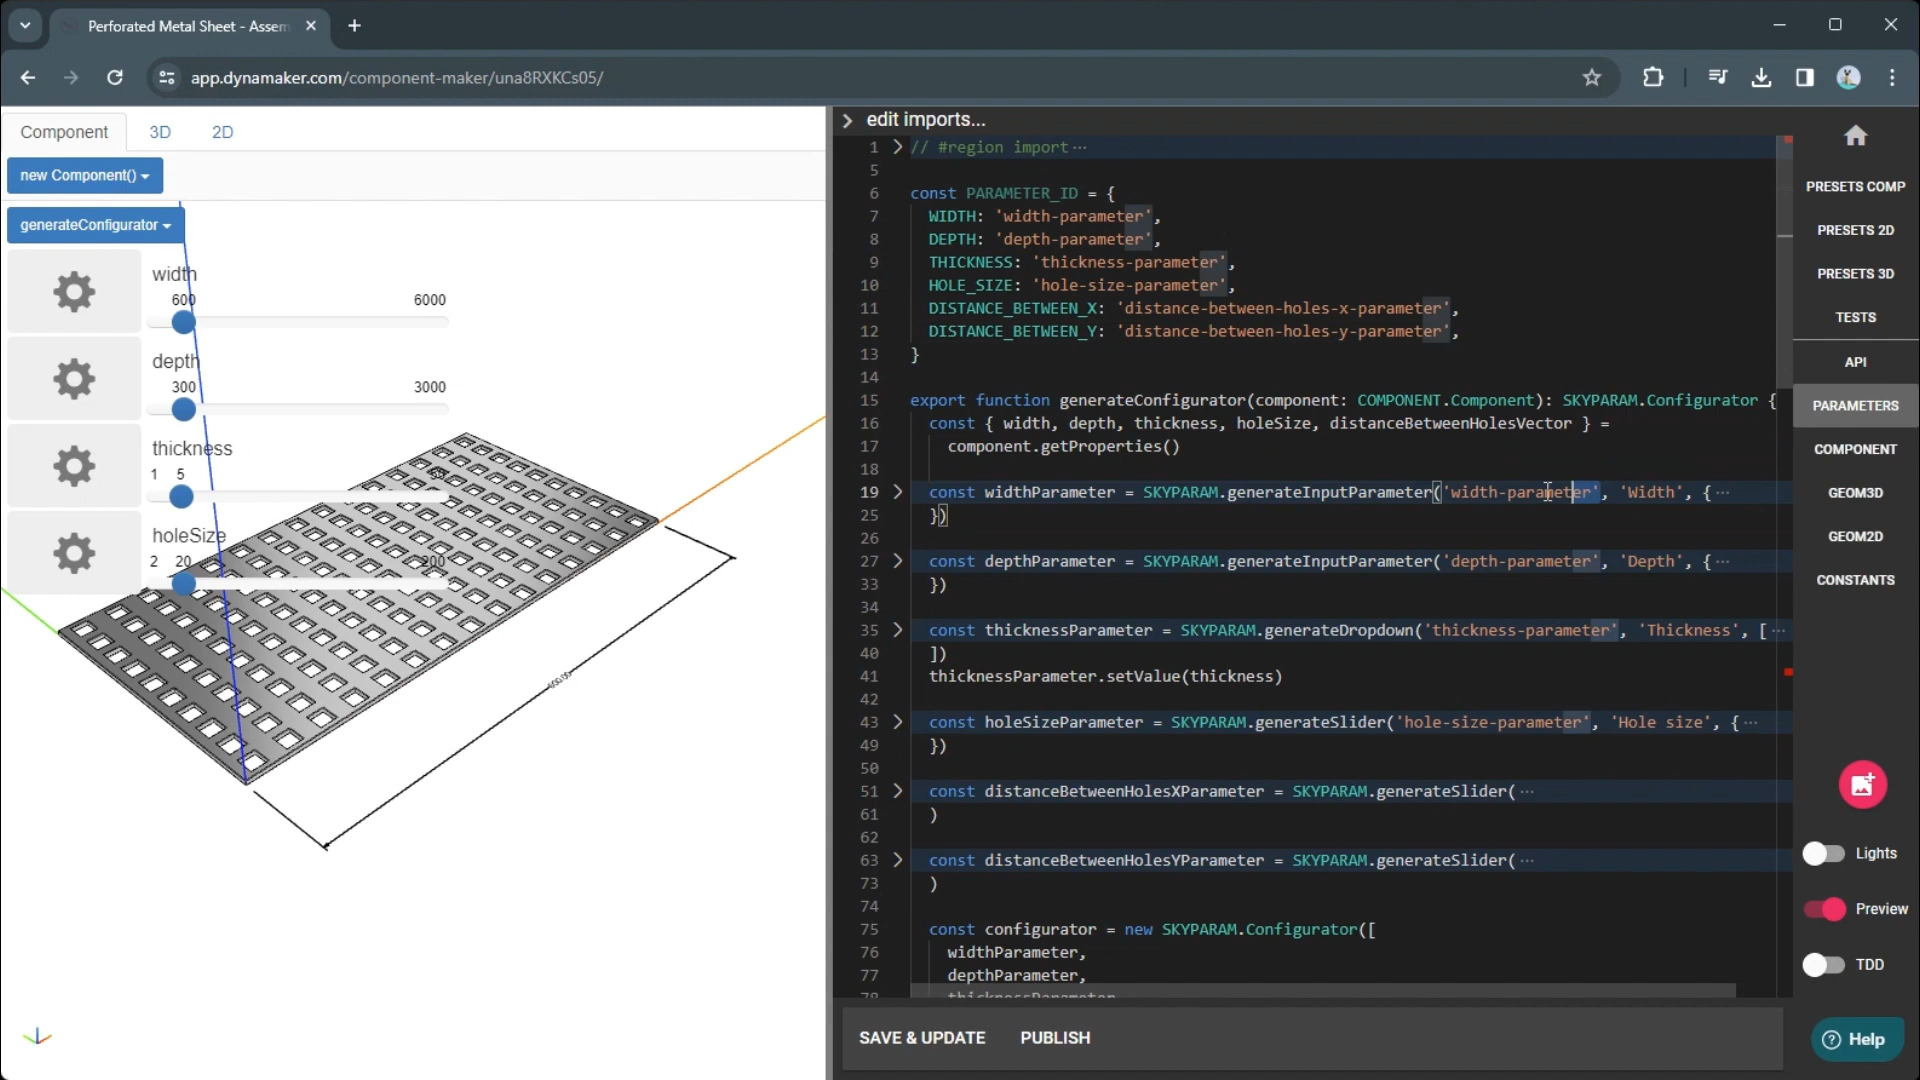 Perforated Metal Sheet - Assem
app.dynamaker.com/component-maker/una8RXKCs05/
Component 3D 2D
new Component()
generateConfigurator
width
600 6000
depth
300 3000
thickness
1 5
holeSize
2 20 200
600.00
edit imports...
1 // #region import ...
5
6 const PARAMETER_ID = {
7 WIDTH: 'width-parameter',
8 DEPTH: 'depth-parameter',
9 THICKNESS: 'thickness-parameter',
10 HOLE_SIZE: 'hole-size-parameter',
11 DISTANCE_BETWEEN_X: 'distance-between-holes-x-parameter',
12 DISTANCE_BETWEEN_Y: 'distance-between-holes-y-parameter',
13 }
14
15 export function generateConfigurator(component: COMPONENT.Component): SKYPARAM.Configurator {
16 const { width, depth, thickness, holeSize, distanceBetweenHolesVector } =
17 component.getProperties()
18
19 const widthParameter = SKYPARAM.generateInputParameter('width-parameter', 'Width', { ...
25 })
26
27 const depthParameter = SKYPARAM.generateInputParameter('depth-parameter', 'Depth', { ...
33 })
34
35 const thicknessParameter = SKYPARAM.generateDropdown('thickness-parameter', 'Thickness', [ ...
40 ])
41 thicknessParameter.setValue(thickness)
42
43 const holeSizeParameter = SKYPARAM.generateSlider('hole-size-parameter', 'Hole size', { ...
49 })
50
51 const distanceBetweenHolesXParameter = SKYPARAM.generateSlider( ...
61 )
62
63 const distanceBetweenHolesYParameter = SKYPARAM.generateSlider( ...
73 )
74
75 const configurator = new SKYPARAM.Configurator([
76 widthParameter,
77 depthParameter,
78 thicknessParameter
SAVE & UPDATE PUBLISH
PRESETS COMP
PRESETS 2D
PRESETS 3D
TESTS
API
PARAMETERS
COMPONENT
GEOM3D
GEOM2D
CONSTANTS
Lights
Preview
TDD
Help